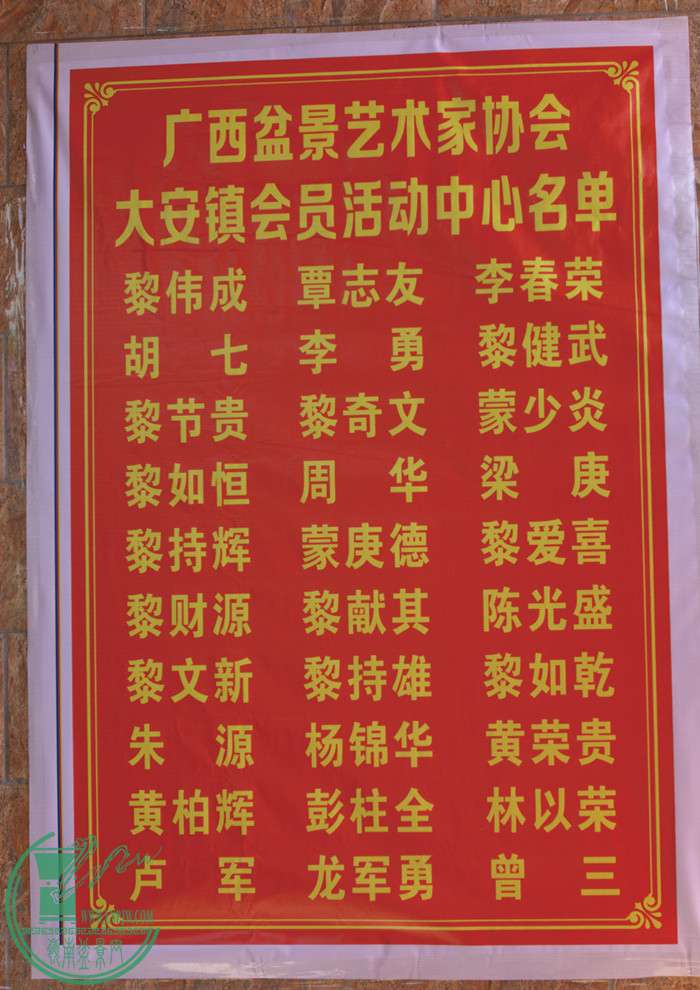 广西盆景艺术家协会
大安镇会员活动中心名单
黎伟成 覃志友 李春荣
胡七 李勇 黎健武
黎节贵 黎奇文 蒙少炎
黎如恒 周华 梁庚
黎持辉 蒙庚德 黎爱喜
黎财源 黎献其 陈光盛
黎文新 黎持雄 黎如乾
朱源 杨锦华 黄荣贵
黄柏辉 彭柱全 林以荣
卢军 龙军勇 曾三
岭南盆景网